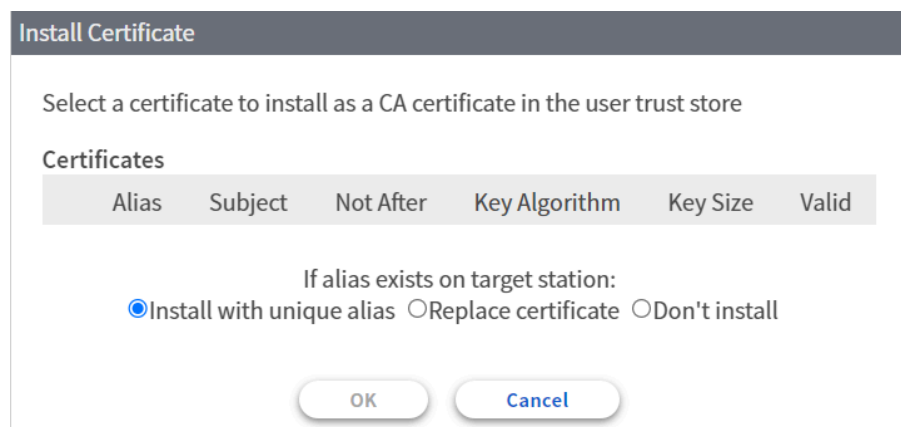 Install Certificate
Select a certificate to install as a CA certificate in the user trust store
Certificates
Alias Subject Not After Key Algorithm Key Size Valid
If alias exists on target station:
Install with unique alias Replace certificate Don't install
OK Cancel